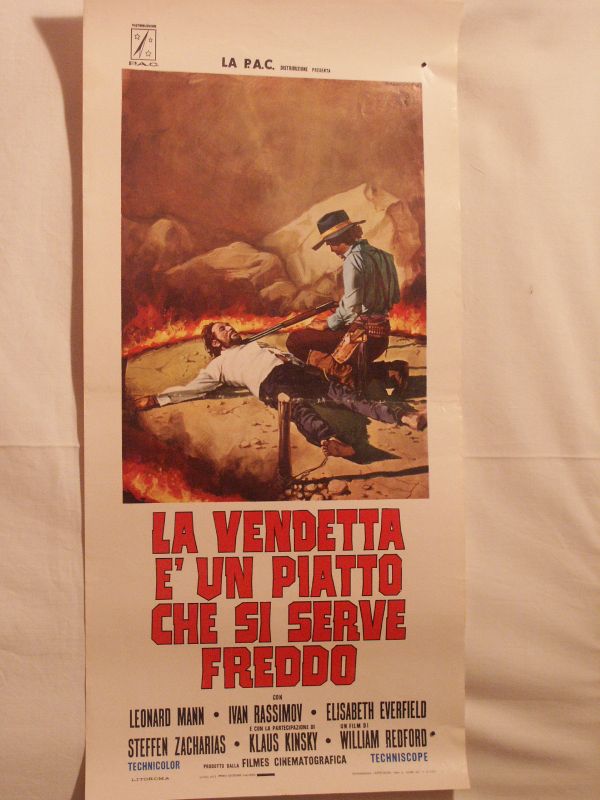 DISTRIBUZIONE
P.A.C.
LA P.A.C. DISTRIBUZIONE PRESENTA
LA VENDETTA
E' UN PIATTO
CHE SI SERVE
FREDDO
CON
LEONARD MANN • IVAN RASSIMOV • ELISABETH EVERFIELD
E CON LA PARTECIPAZIONE DI UN FILM DI
STEFFEN ZACHARIAS • KLAUS KINSKY • WILLIAM REDFORD
TECHNICOLOR PRODOTTO DALLA FILMES CINEMATOGRAFICA TECHNISCOPE
LITOROMA